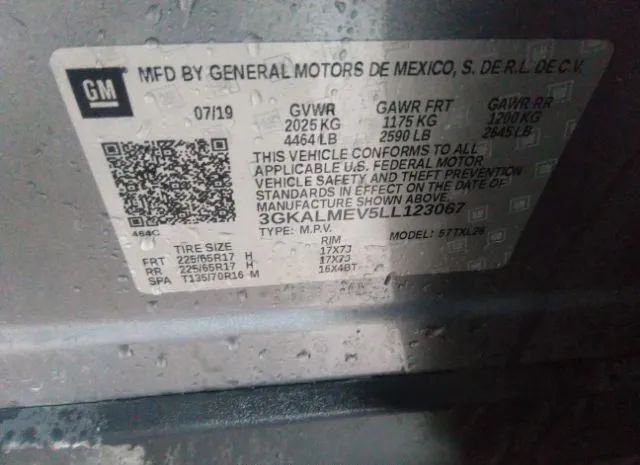 GM
MFD BY GENERAL MOTORS DE MEXICO, S. DE R.L. DE C.V.
07/19 GVWR GAWR FRT GAWR RR
2025 KG 1175 KG 1200 KG
4464 LB 2590 LB 2645 LB
THIS VEHICLE CONFORMS TO ALL
APPLICABLE U.S. FEDERAL MOTOR
VEHICLE SAFETY AND THEFT PREVENTION
STANDARDS IN EFFECT ON THE DATE OF
MANUFACTURE SHOWN ABOVE.
3GKALMEV5LL123067
464C
TYPE: M.P.V. MODEL: 57TXL26
TIRE SIZE RIM
FRT 225/65R17 H 17X7J
RR 225/65R17 H 17X7J
SPA T135/70R16 M 16X4BT